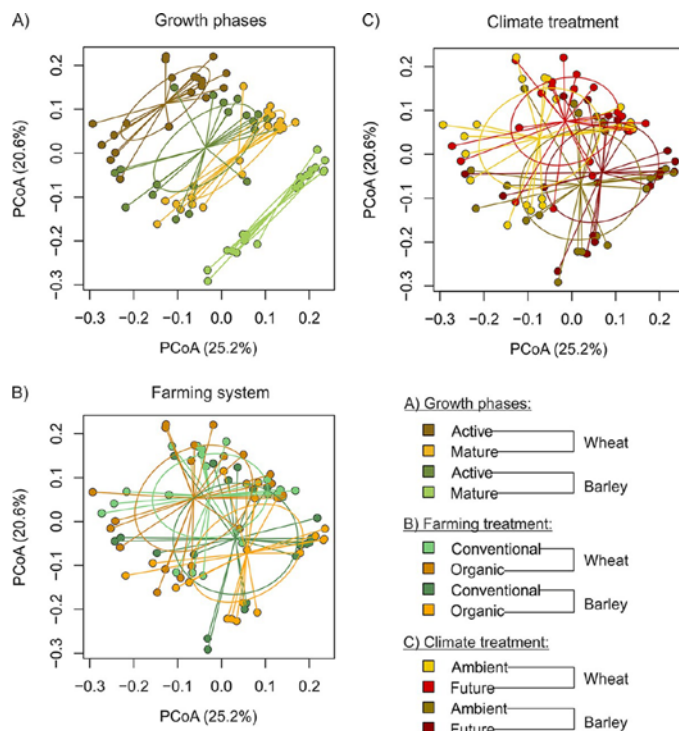 A) Growth phases
0.2
0.1
0.0
−0.1
−0.2
−0.3
PCoA (20.6%)
−0.3 −0.2 −0.1 0.0 0.1 0.2
PCoA (25.2%)
C) Climate treatment
0.2
0.1
0.0
−0.1
−0.2
−0.3
PCoA (20.6%)
−0.3 −0.2 −0.1 0.0 0.1 0.2
PCoA (25.2%)
B) Farming system
0.2
0.1
0.0
−0.1
−0.2
−0.3
PCoA (20.6%)
−0.3 −0.2 −0.1 0.0 0.1 0.2
PCoA (25.2%)
A) Growth phases:
Active
Mature
Wheat
Active
Mature
Barley
B) Farming treatment:
Conventional
Organic
Wheat
Conventional
Organic
Barley
C) Climate treatment:
Ambient
Future
Wheat
Ambient
Future
Barley